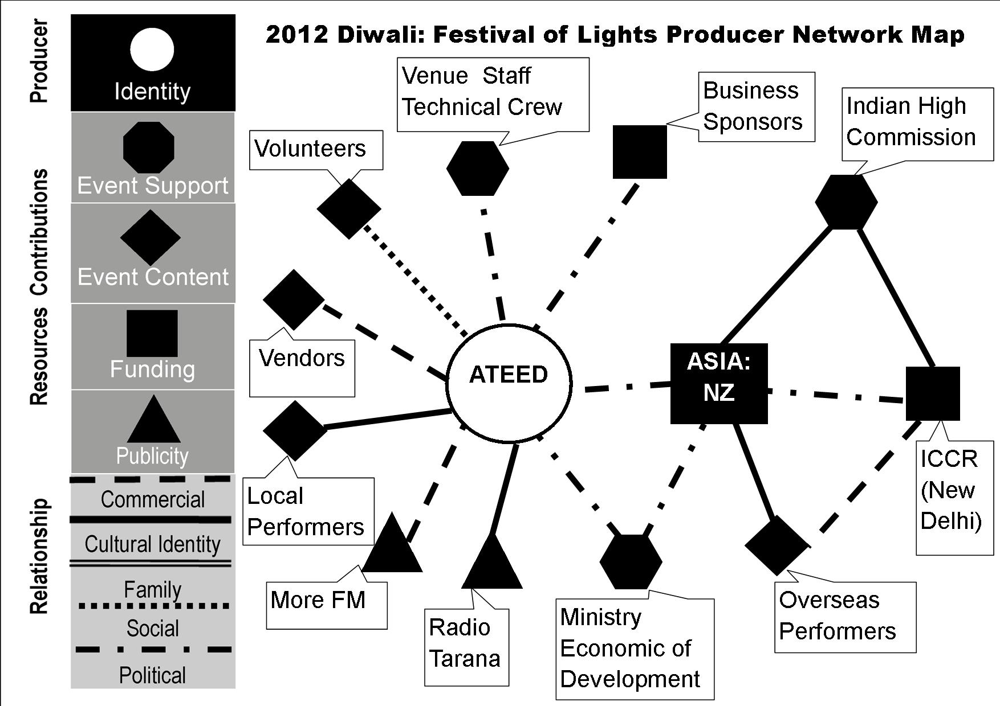 2012 Diwali: Festival of Lights Producer Network Map
Producer
Identity
Resources Contributions
Event Support
Event Content
Funding
Publicity
Relationship
Commercial
Cultural Identity
Family
Social
Political
Venue Staff
Technical Crew
Business
Sponsors
Indian High
Commission
Volunteers
Vendors
ATEED
ASIA:
NZ
Local
Performers
ICCR
(New
Delhi)
More FM
Radio
Tarana
Ministry
Economic of
Development
Overseas
Performers